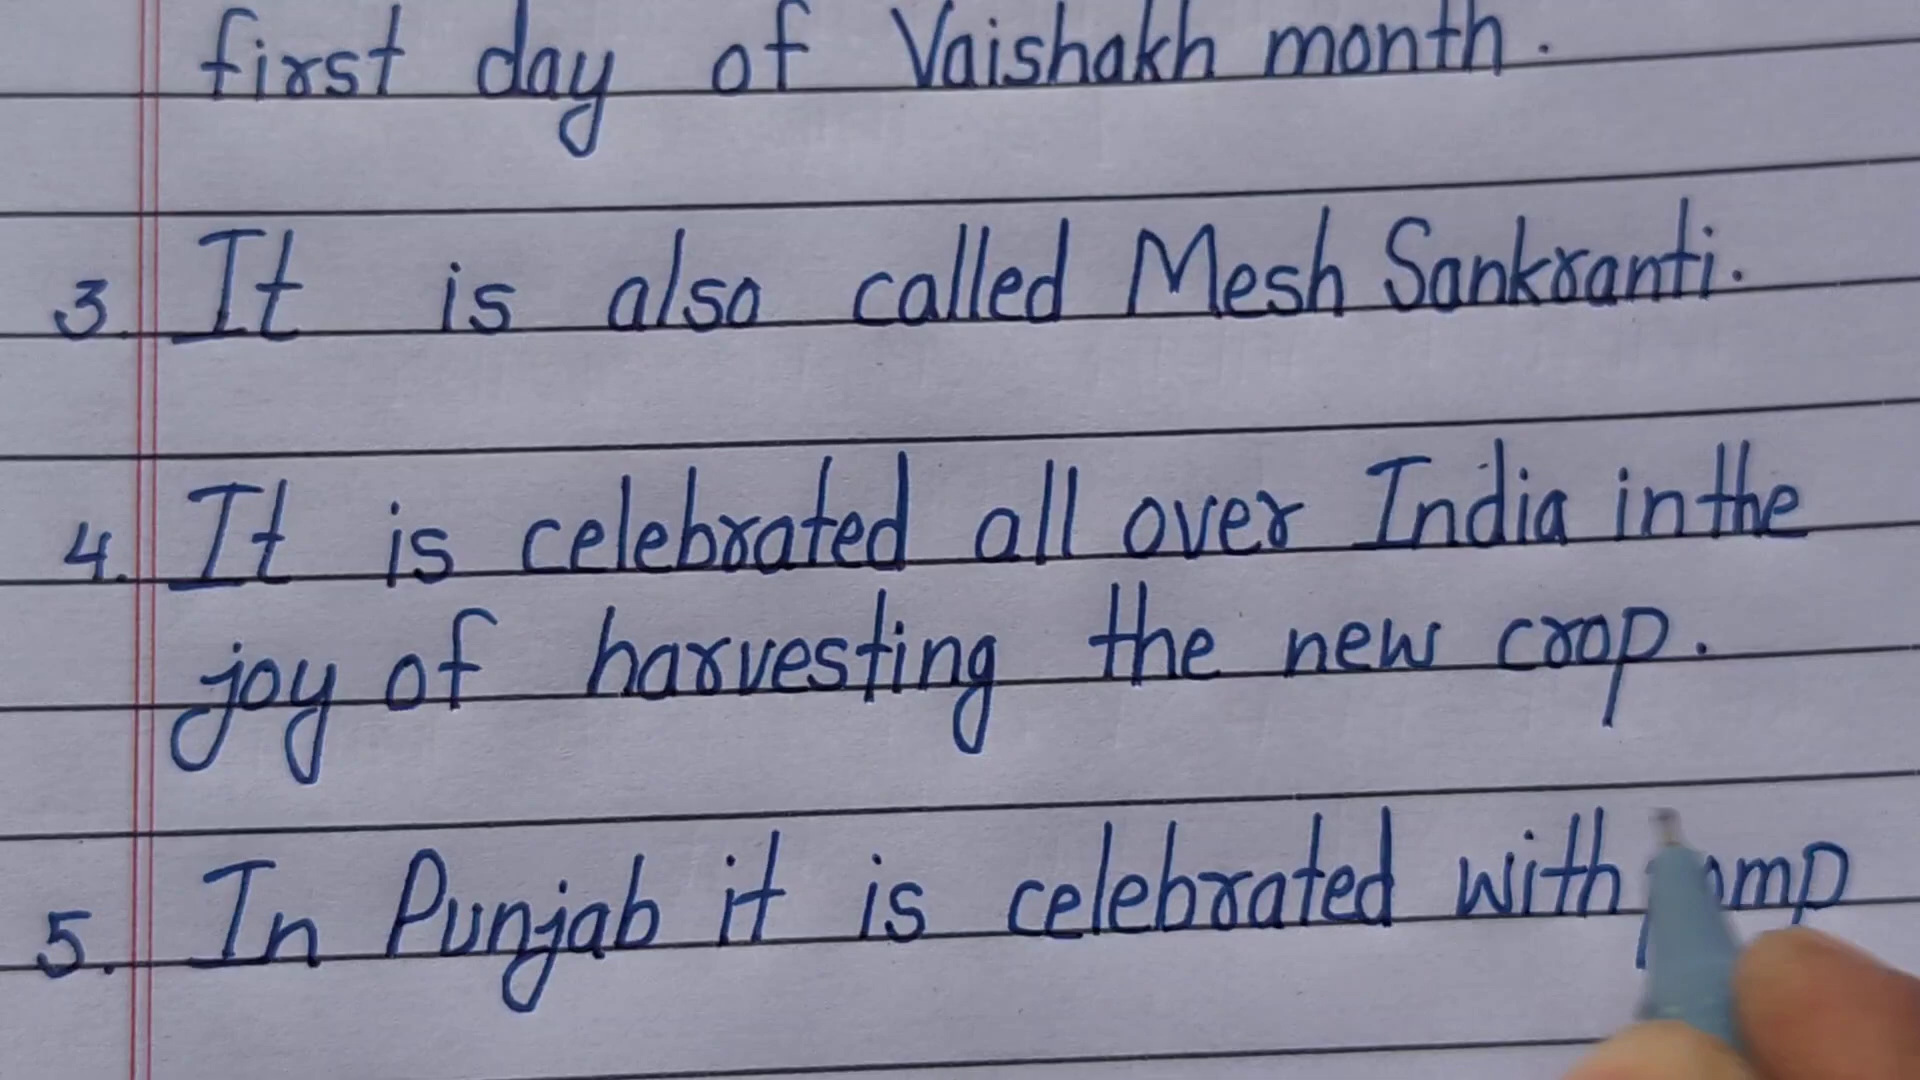 first day of Vaishakh month.
3. It is also called Mesh Sankranti.
4. It is celebrated all over India in the
joy of harvesting the new crop.
5. In Punjab it is celebrated with pomp